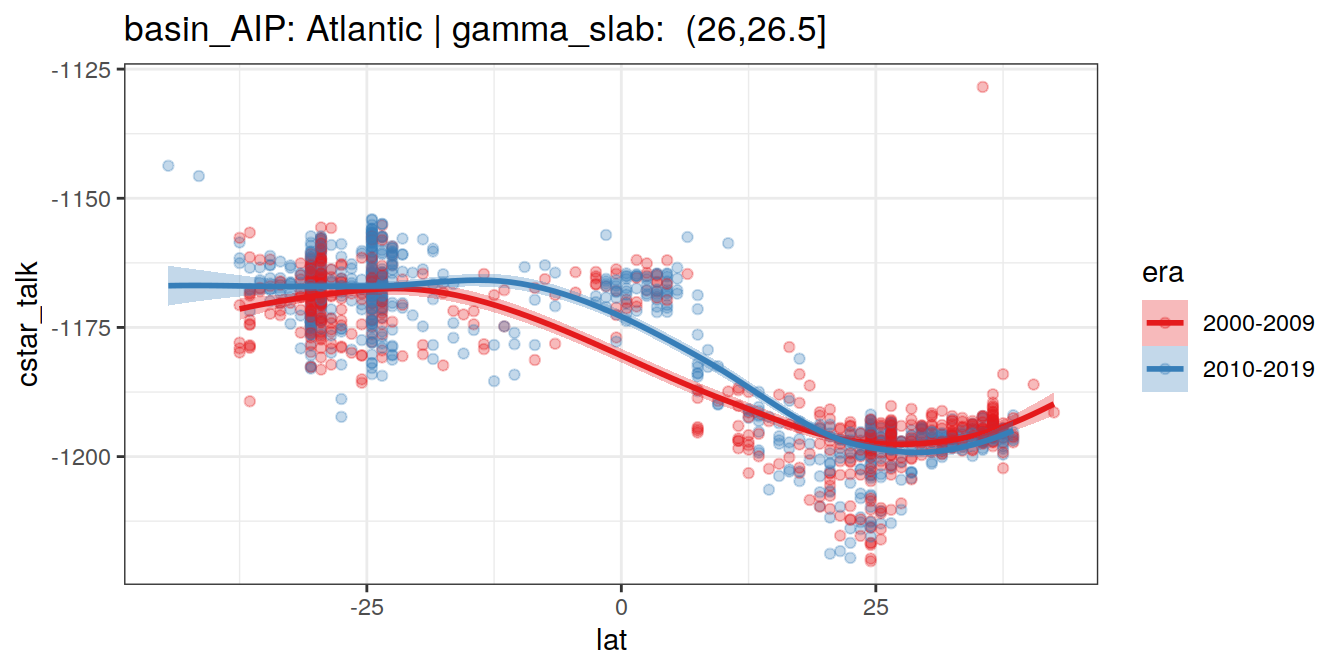 basin_AIP: Atlantic | gamma_slab:  (26,26.5]
-1125
-1150
-1175
-1200
cstar_talk
-25
0
25
lat
era
2000-2009
2010-2019